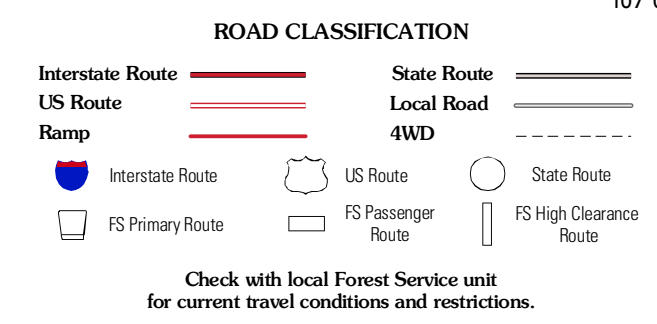 ROAD CLASSIFICATION
Interstate Route
State Route
US Route
Local Road
Ramp
4WD
Interstate Route
US Route
State Route
FS Primary Route
FS Passenger
Route
FS High Clearance
Route
Check with local Forest Service unit
for current travel conditions and restrictions.